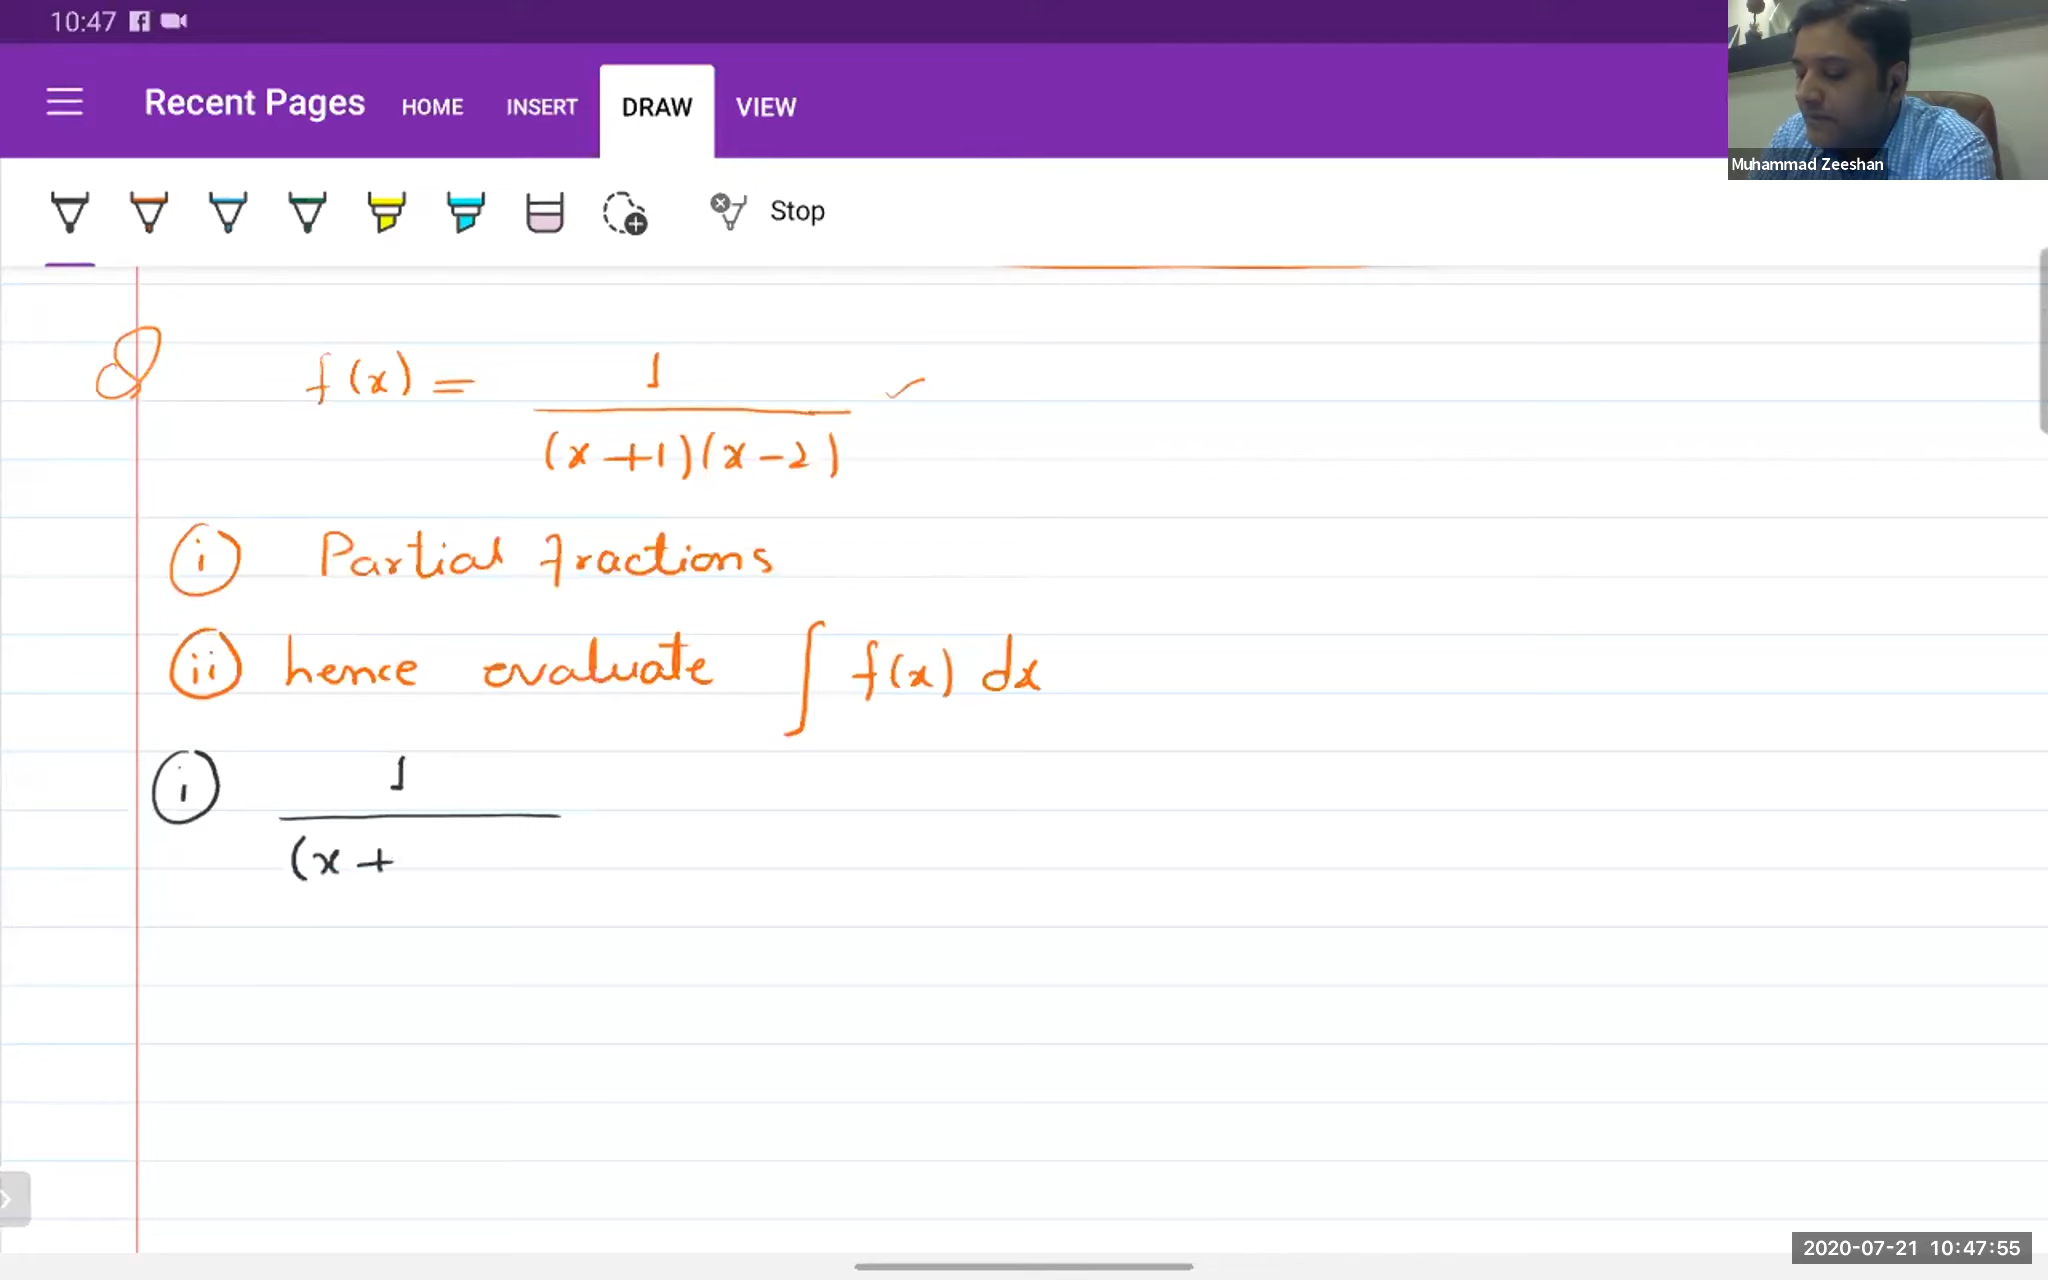 10:47
Recent Pages HOME INSERT DRAW VIEW
Muhammad Zeeshan
Stop
Q f(x) = 1
(x+1)(x-2)
i Partial fractions
ii hence evaluate ∫ f(x) dx
i 1
(x +
2020-07-21 10:47:55